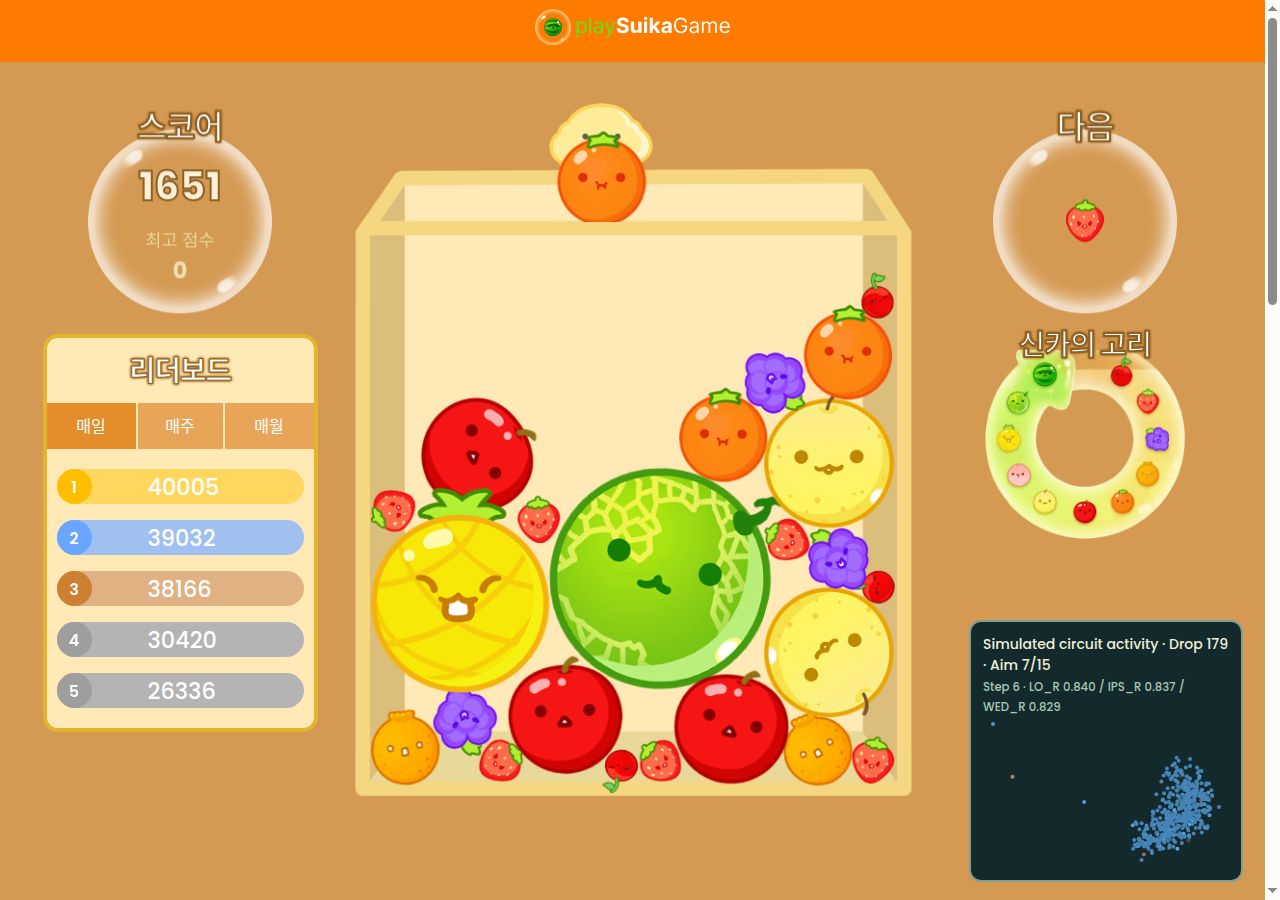 playSuikaGame
스코어
1651
최고 점수
0
다음
신카의 고리
리더보드
매일 매주 매월
1 40005
2 39032
3 38166
4 30420
5 26336
Simulated circuit activity · Drop 179
· Aim 7/15
Step 6 · LO_R 0.840 / IPS_R 0.837 /
WED_R 0.829